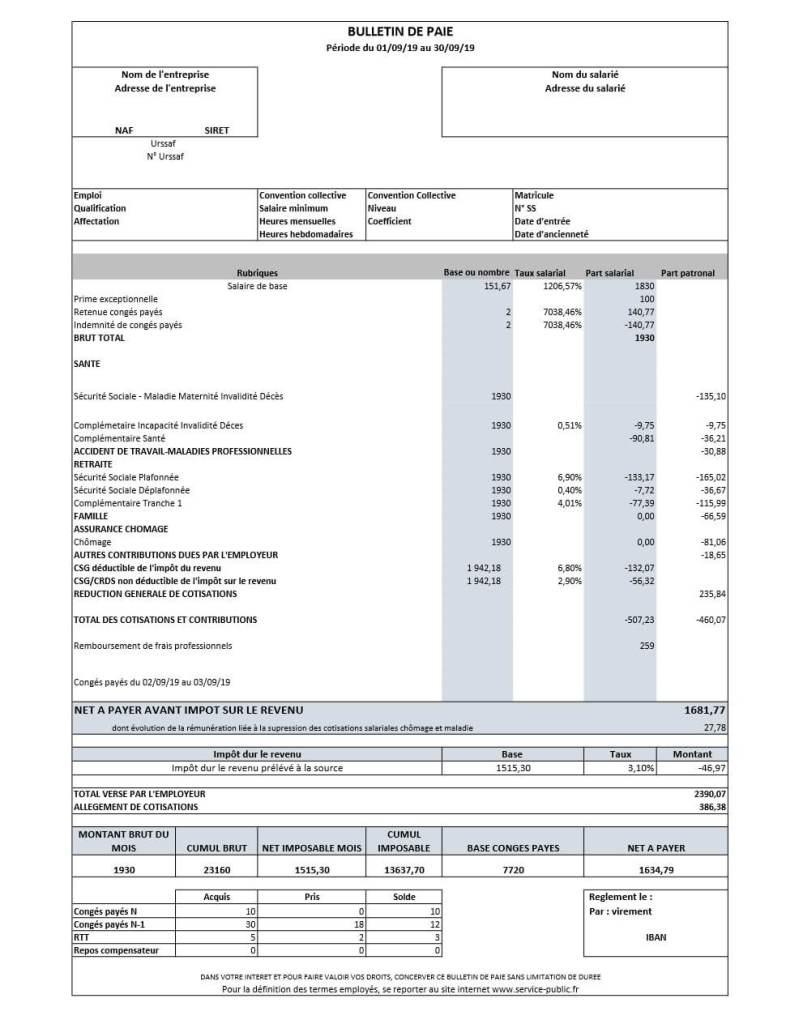 BULLETIN DE PAIE
Période du 01/09/19 au 30/09/19
Nom de l'entreprise
Adresse de l'entreprise
NAF SIRET
Nom du salarié
Adresse du salarié
Urssaf
N° Urssaf
Emploi Convention collective Convention Collective Matricule
Qualification Salaire minimum Niveau N° SS
Affectation Heures mensuelles Coefficient Date d'entrée
Heures hebdomadaires Date d'ancienneté
Rubriques Base ou nombre Taux salarial Part salarial Part patronal
Salaire de base 151,67 1206,57% 1830
Prime exceptionnelle 100
Retenue congés payés 2 7038,46% 140,77
Indemnité de congés payés 2 7038,46% -140,77
BRUT TOTAL 1930
SANTE
Sécurité Sociale - Maladie Maternité Invalidité Décès 1930 -135,10
Complémetaire Incapacité Invalidité Déces 1930 0,51% -9,75 -9,75
Complémentaire Santé -90,81 -36,21
ACCIDENT DE TRAVAIL-MALADIES PROFESSIONNELLES 1930 -30,88
RETRAITE
Sécurité Sociale Plafonnée 1930 6,90% -133,17 -165,02
Sécurité Sociale Déplafonnée 1930 0,40% -7,72 -36,67
Complémentaire Tranche 1 1930 4,01% -77,39 -115,99
FAMILLE 1930 0,00 -66,59
ASSURANCE CHOMAGE
Chômage 1930 0,00 -81,06
AUTRES CONTRIBUTIONS DUES PAR L'EMPLOYEUR -18,65
CSG déductible de l'impôt du revenu 1 942,18 6,80% -132,07
CSG/CRDS non déductible de l'impôt sur le revenu 1 942,18 2,90% -56,32
REDUCTION GENERALE DE COTISATIONS 235,84
TOTAL DES COTISATIONS ET CONTRIBUTIONS -507,23 -460,07
Remboursement de frais professionnels 259
Congés payés du 02/09/19 au 03/09/19
NET A PAYER AVANT IMPOT SUR LE REVENU 1681,77
dont évolution de la rémunération liée à la supression des cotisations salariales chômage et maladie 27,78
Impôt dur le revenu Base Taux Montant
Impôt dur le revenu prélévé à la source 1515,30 3,10% -46,97
TOTAL VERSE PAR L'EMPLOYEUR 2390,07
ALLEGEMENT DE COTISATIONS 386,38
MONTANT BRUT DU MOIS CUMUL BRUT NET IMPOSABLE MOIS CUMUL IMPOSABLE BASE CONGES PAYES NET A PAYER
1930 23160 1515,30 13637,70 7720 1634,79
Acquis Pris Solde
Congés payés N 10 0 10
Congés payés N-1 30 18 12
RTT 5 2 3
Repos compensateur 0 0 0
Reglement le :
Par : virement
IBAN
DANS VOTRE INTERET ET POUR FAIRE VALOIR VOS DROITS, CONCERVER CE BULLETIN DE PAIE SANS LIMITATION DE DUREE
Pour la définition des termes employés, se reporter au site internet www.service-public.fr